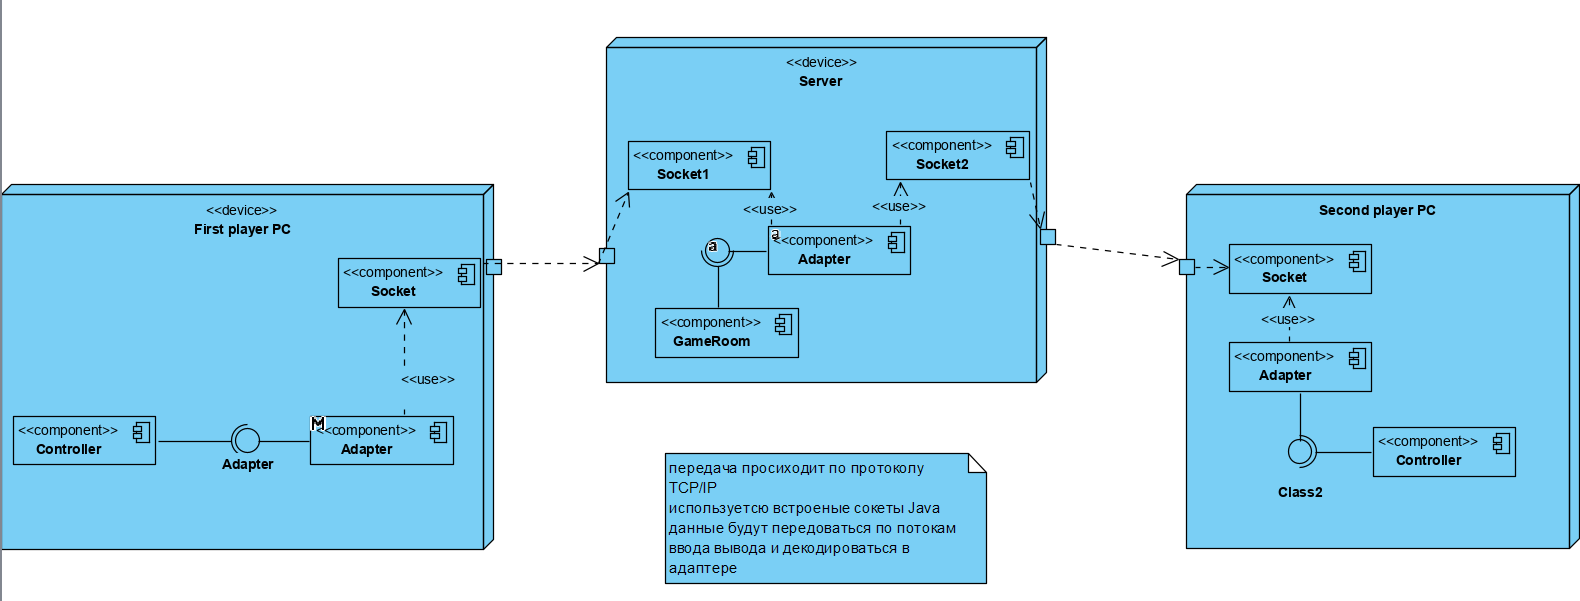 <<device>>
First player PC
<<component>>
Socket
<<use>>
<<component>>
Controller
Adapter
M
<<component>>
Adapter
<<device>>
Server
<<component>>
Socket1
<<component>>
Socket2
<<use>>
<<use>>
a
a
<<component>>
Adapter
<<component>>
GameRoom
передача просиходит по протоколу
TCP/IP
используетсю встроеные сокеты Java
данные будут передоваться по потокам
ввода вывода и декодироваться в
адаптере
Second player PC
<<component>>
Socket
<<use>>
<<component>>
Adapter
Class2
<<component>>
Controller